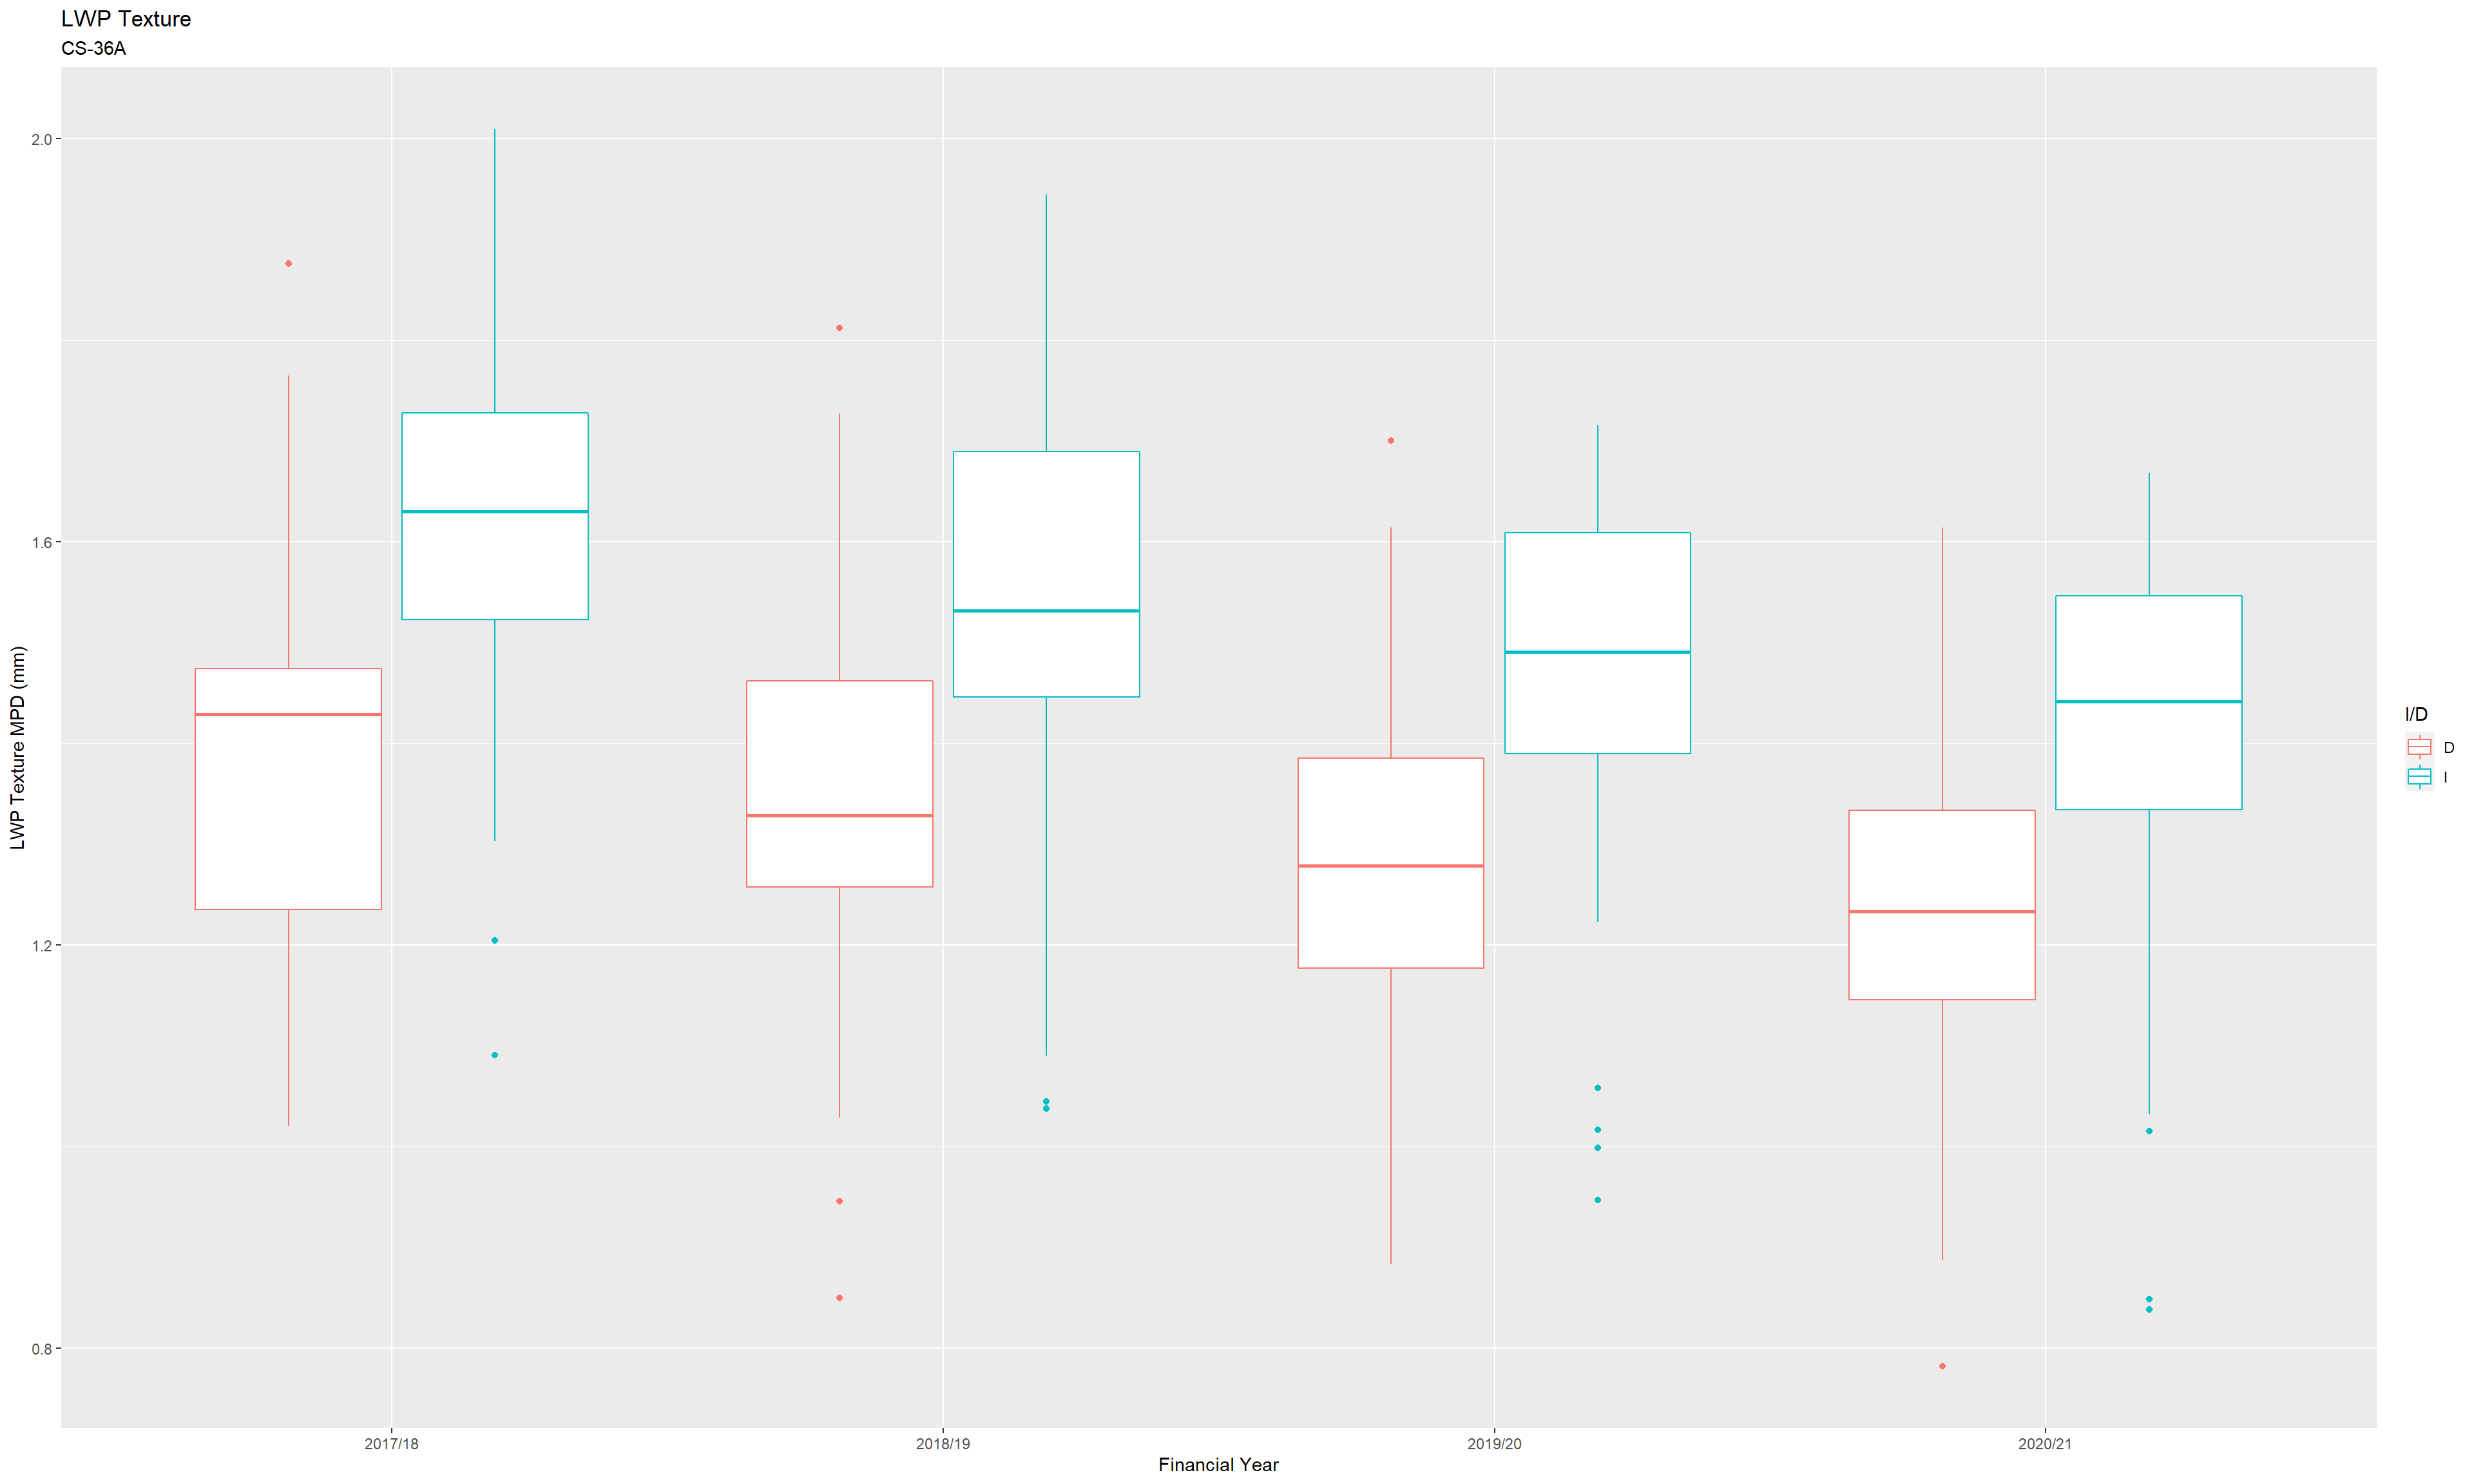 LWP Texture
CS-36A
LWP Texture MPD (mm)
2.0
1.6
1.2
0.8
2017/18
2018/19
2019/20
2020/21
Financial Year
I/D
D
I